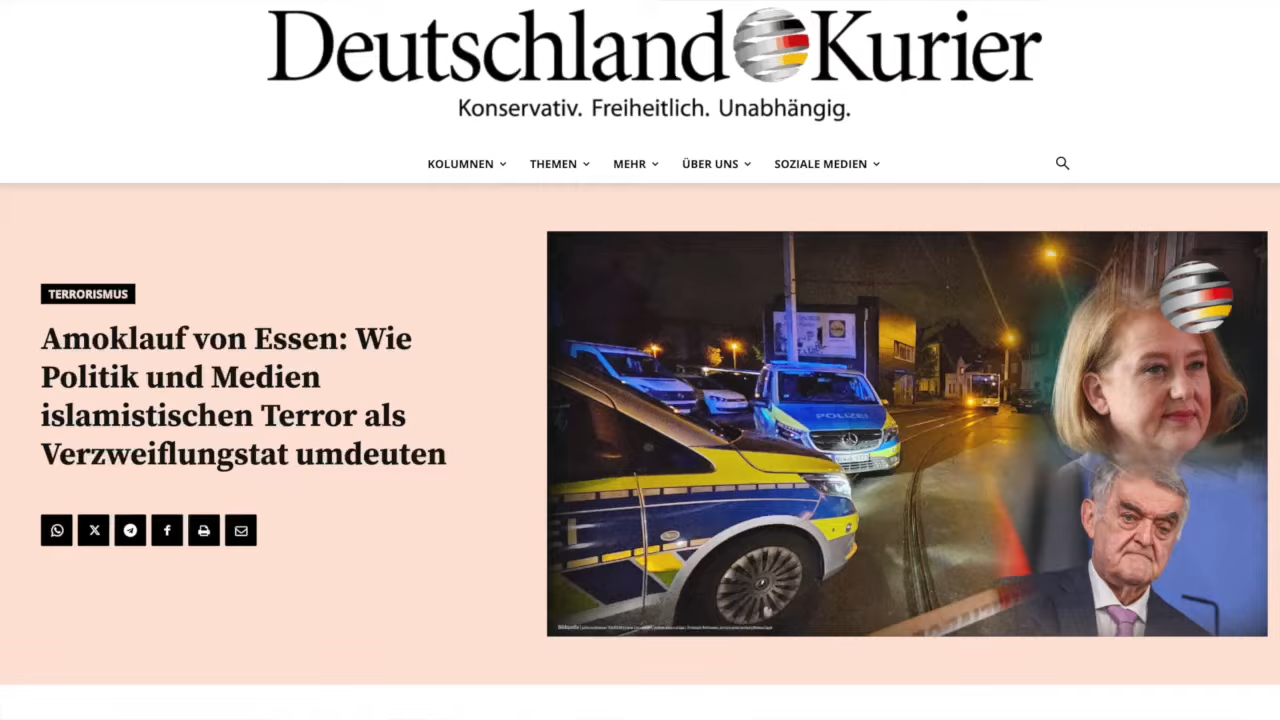 Deutschland Kurier
Konservativ. Freiheitlich. Unabhängig.
KOLUMNEN THEMEN MEHR ÜBER UNS SOZIALE MEDIEN
TERRORISMUS
Amoklauf von Essen: Wie
Politik und Medien
islamistischen Terror als
Verzweiflungstat umdeuten
POLIZEI